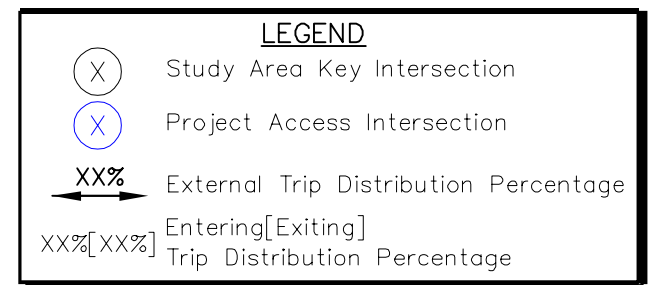 LEGEND
X Study Area Key Intersection
X Project Access Intersection
XX% External Trip Distribution Percentage
XX%[XX%] Entering[Exiting]
Trip Distribution Percentage